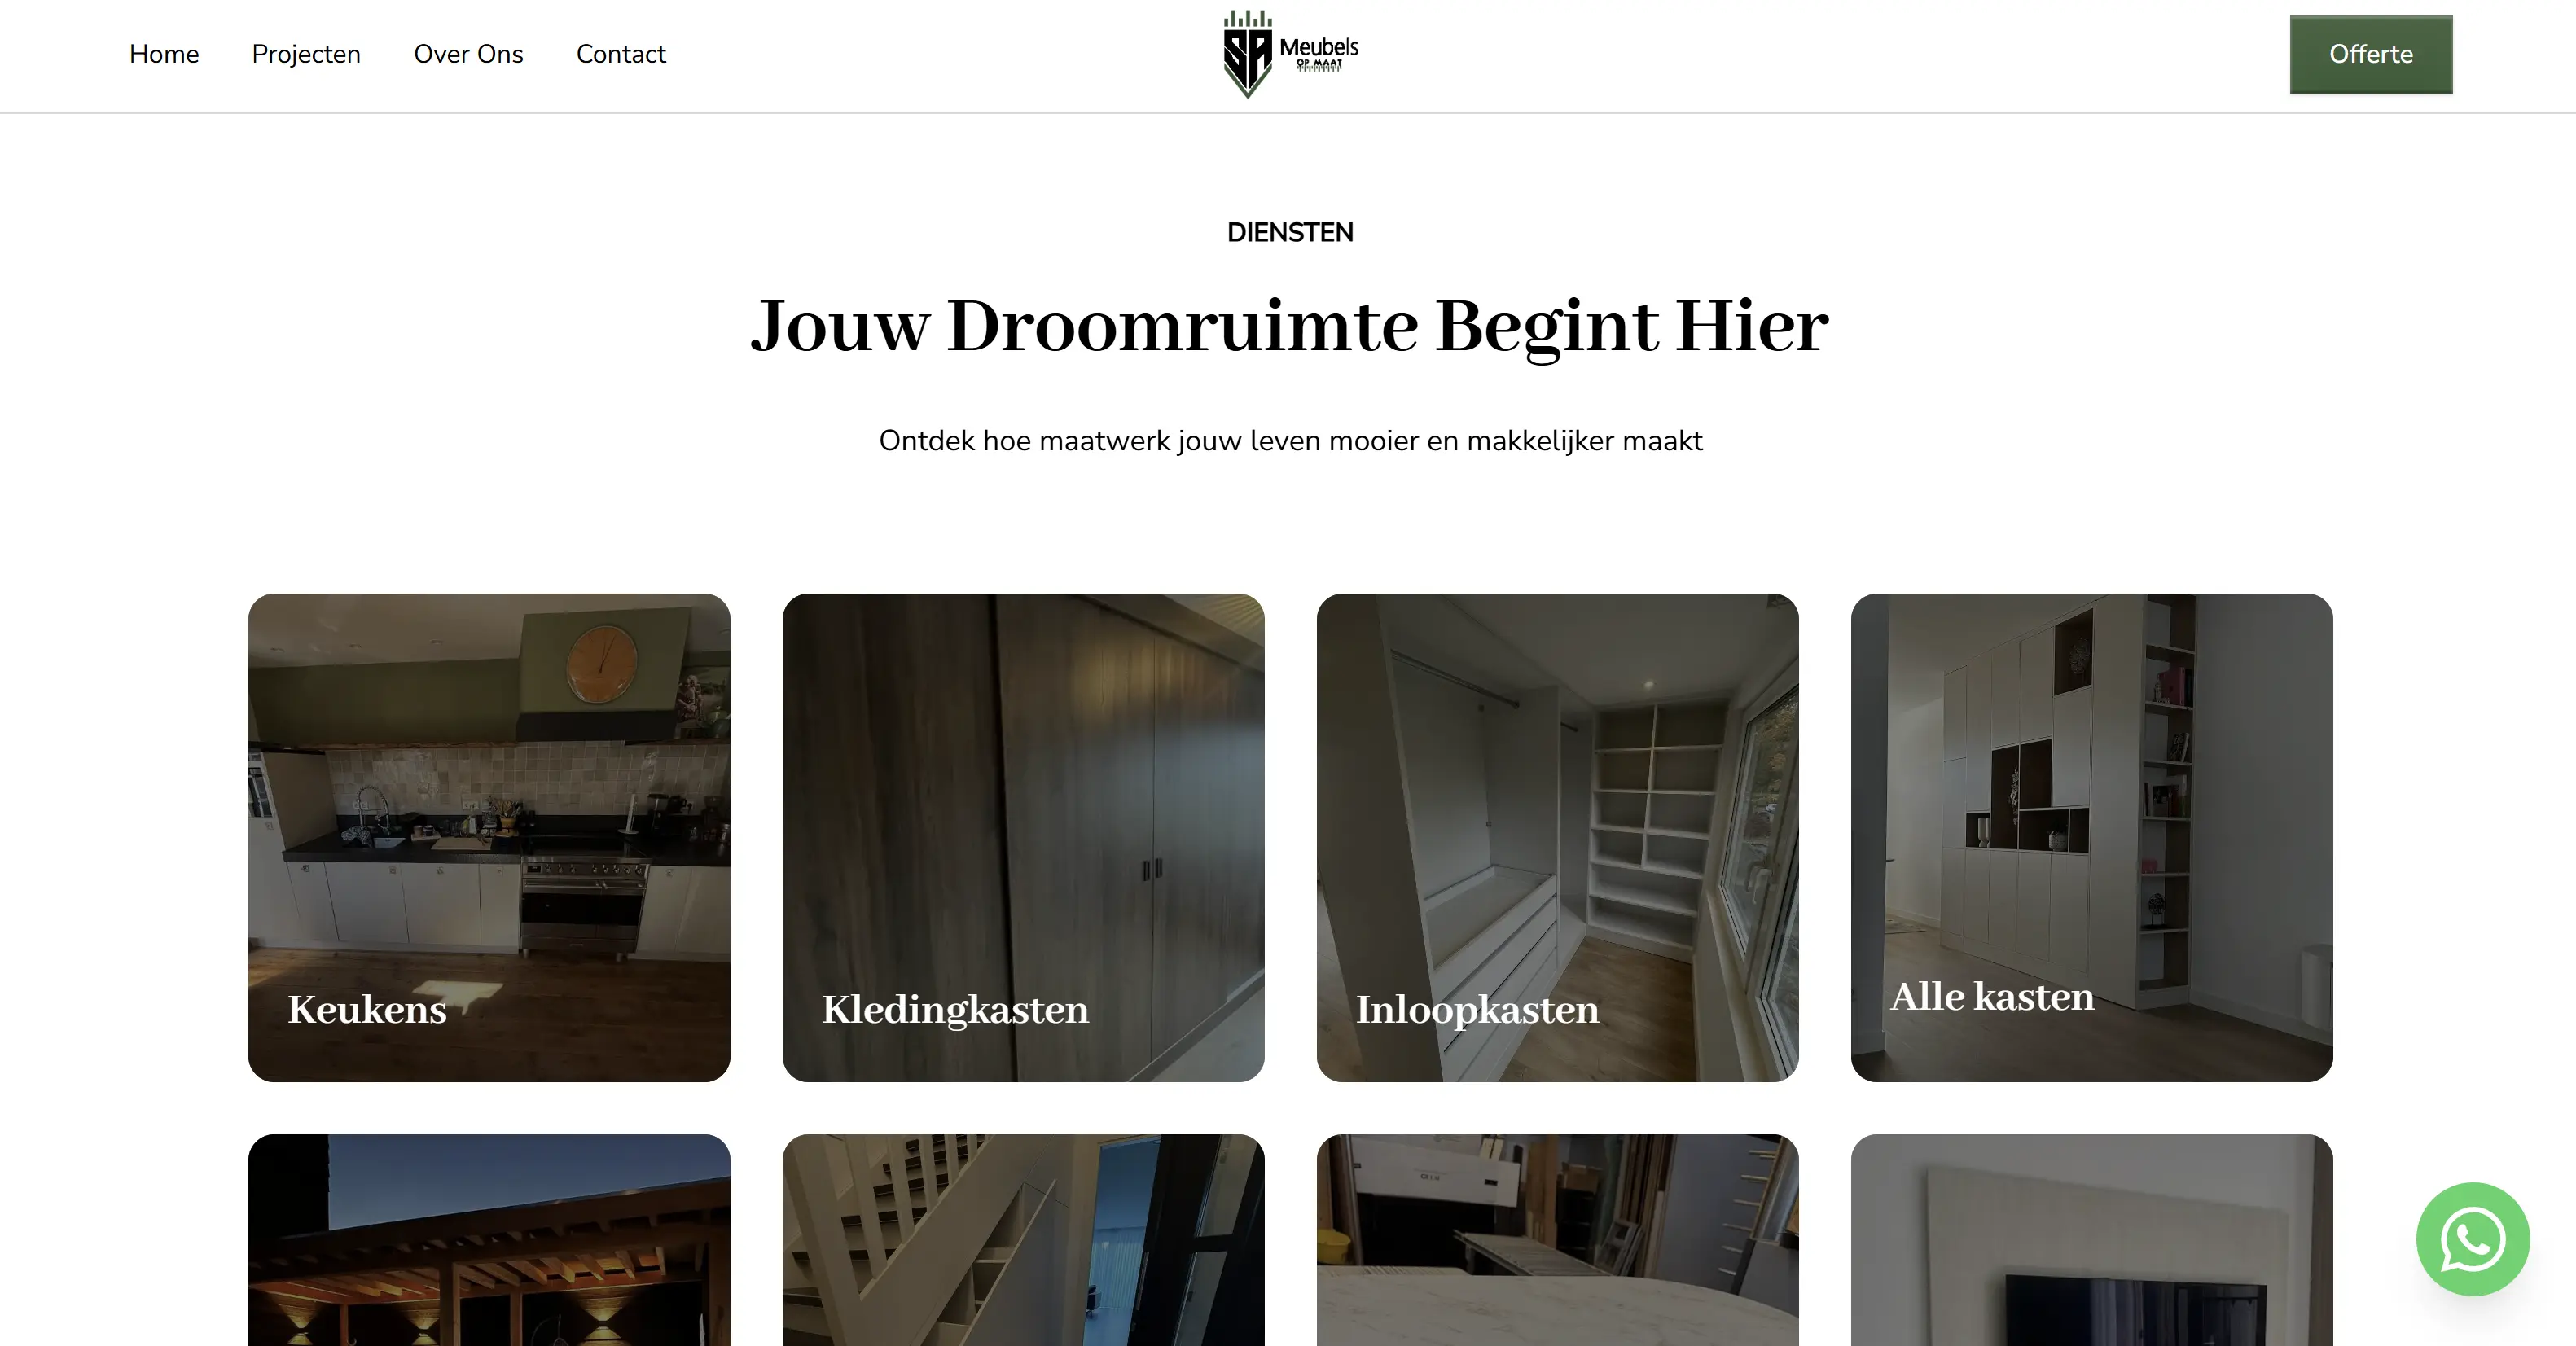 Home Projecten Over Ons Contact
SA Meubels
OP MAAT
Offerte
DIENSTEN
Jouw Droomruimte Begint Hier
Ontdek hoe maatwerk jouw leven mooier en makkelijker maakt
Keukens Kledingkasten Inloopkasten Alle kasten